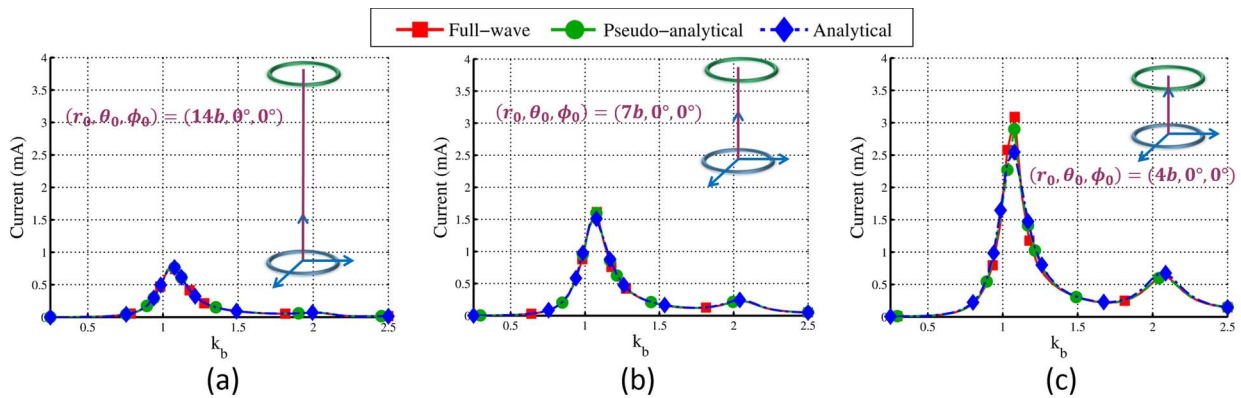 Full-wave Pseudo-analytical Analytical
4
3.5
3
2.5
2
1.5
1
0.5
0
Current (mA)
(r₀,θ₀,ϕ₀) = (14b,0°,0°)
0.5 1 1.5 2 2.5
k_b
(a)
4
3.5
3
2.5
2
1.5
1
0.5
0
Current (mA)
(r₀,θ₀,ϕ₀) = (7b,0°,0°)
0.5 1 1.5 2 2.5
k_b
(b)
4
3.5
3
2.5
2
1.5
1
0.5
0
Current (mA)
(r₀,θ₀,ϕ₀) = (4b,0°,0°)
0.5 1 1.5 2 2.5
k_b
(c)